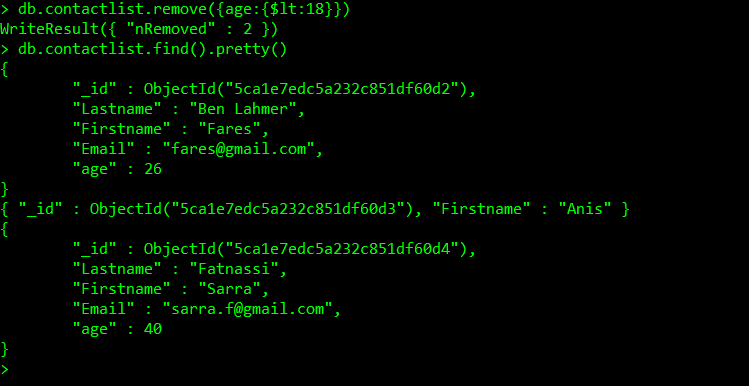 > db.contactlist.remove({age:{$lt:18}})
WriteResult({ "nRemoved" : 2 })
> db.contactlist.find().pretty()
{
        "_id" : ObjectId("5ca1e7edc5a232c851df60d2"),
        "Lastname" : "Ben Lahmer",
        "Firstname" : "Fares",
        "Email" : "fares@gmail.com",
        "age" : 26
}
{ "_id" : ObjectId("5ca1e7edc5a232c851df60d3"), "Firstname" : "Anis" }
{
        "_id" : ObjectId("5ca1e7edc5a232c851df60d4"),
        "Lastname" : "Fatnassi",
        "Firstname" : "Sarra",
        "Email" : "sarra.f@gmail.com",
        "age" : 40
}
>